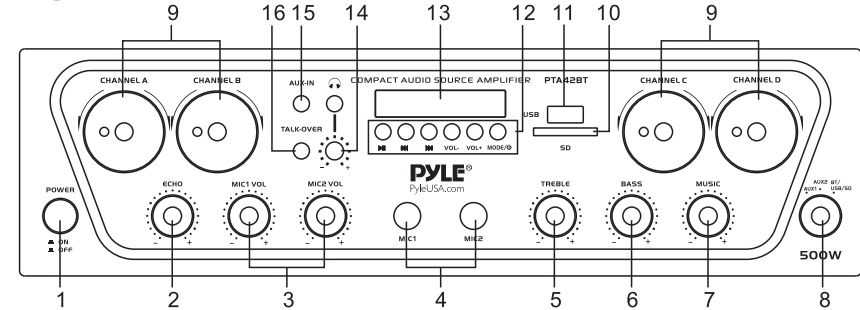 9 16 15 14 13 12 11 10 9
CHANNEL A CHANNEL B AUX-IN COMPACT AUDIO SOURCE AMPLIFIER PTA42BT CHANNEL C CHANNEL D
USB
TALK-OVER
- +
VOL- VOL+ MODE/
SD
PYLE®
PyleUSA.com
POWER ECHO MIC1 VOL MIC2 VOL TREBLE BASS MUSIC AUX1 AUX2 BT/
USB/SD
- + - + - + MIC1 MIC2 - + - + - +
ON
OFF
500W
1 2 3 4 5 6 7 8